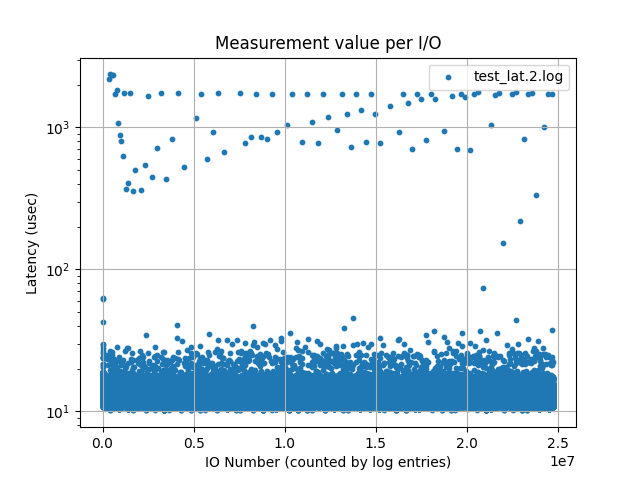 Measurement value per I/O
test_lat.2.log
Latency (usec)
10³
10²
10¹
0.0 0.5 1.0 1.5 2.0 2.5
1e7
IO Number (counted by log entries)